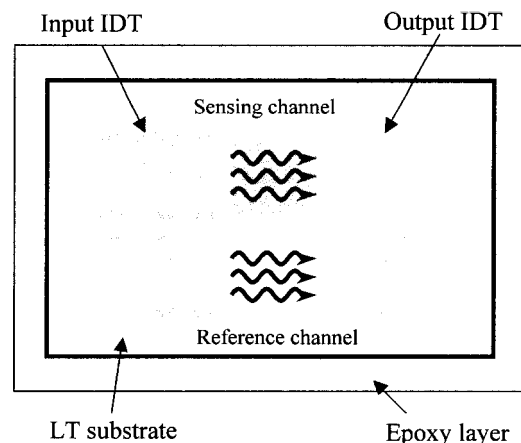 Input IDT
Output IDT
Sensing channel
Reference channel
LT substrate
Epoxy layer